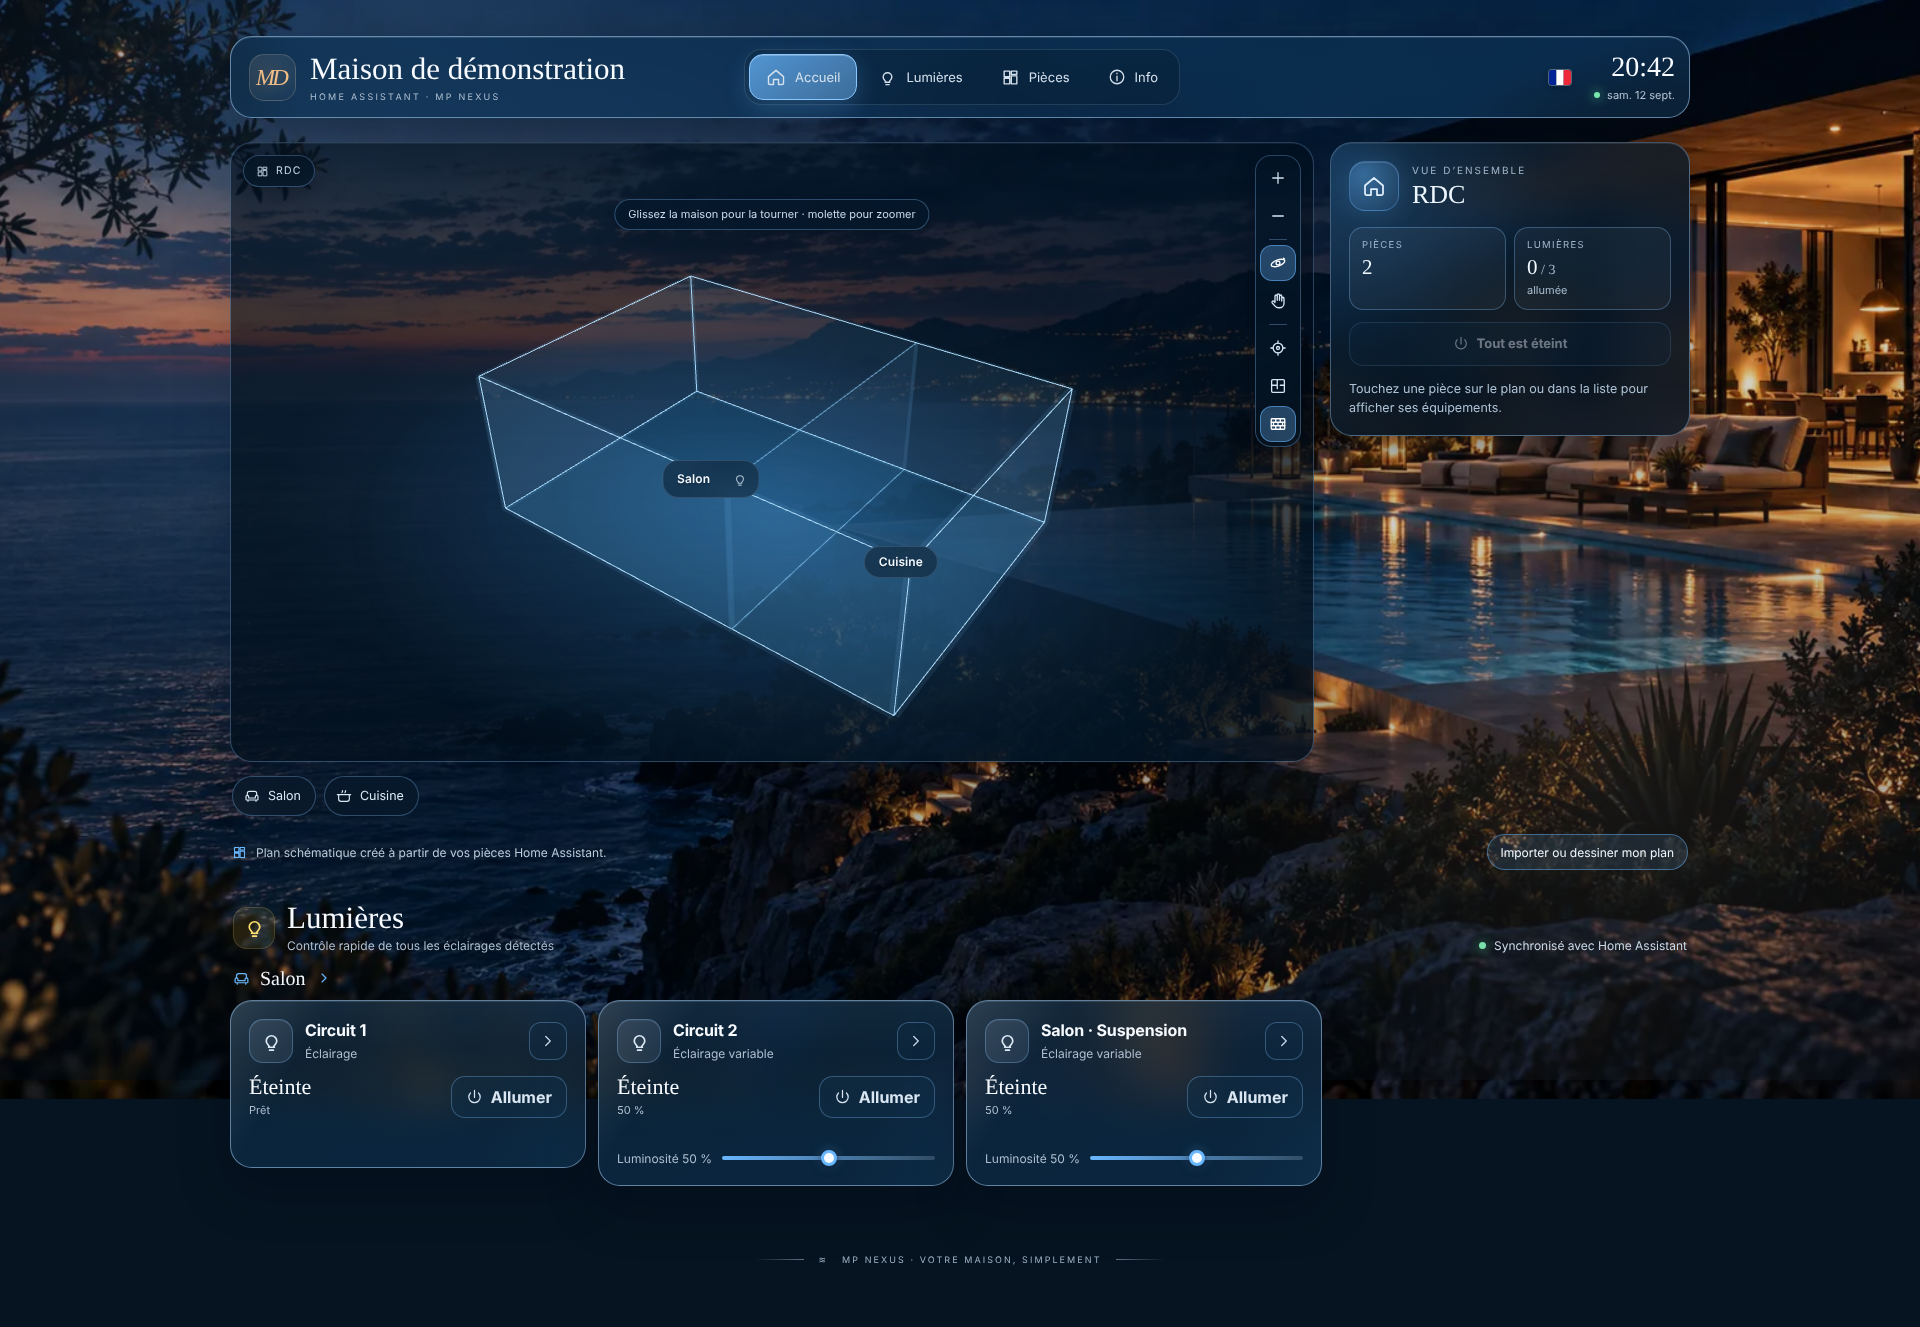 MD
Maison de démonstration
HOME ASSISTANT · MP NEXUS
Accueil
Lumières
Pièces
Info
20:42
sam. 12 sept.
RDC
Glissez la maison pour la tourner · molette pour zoomer
Salon
Cuisine
VUE D'ENSEMBLE
RDC
PIÈCES
2
LUMIÈRES
0 / 3
allumée
Tout est éteint
Touchez une pièce sur le plan ou dans la liste pour
afficher ses équipements.
Salon
Cuisine
Plan schématique créé à partir de vos pièces Home Assistant.
Importer ou dessiner mon plan
Lumières
Contrôle rapide de tous les éclairages détectés
Synchronisé avec Home Assistant
Salon
Circuit 1
Éclairage
Éteinte
Prêt
Allumer
Circuit 2
Éclairage variable
Éteinte
50 %
Allumer
Luminosité 50 %
Salon · Suspension
Éclairage variable
Éteinte
50 %
Allumer
Luminosité 50 %
≋ MP NEXUS · VOTRE MAISON, SIMPLEMENT